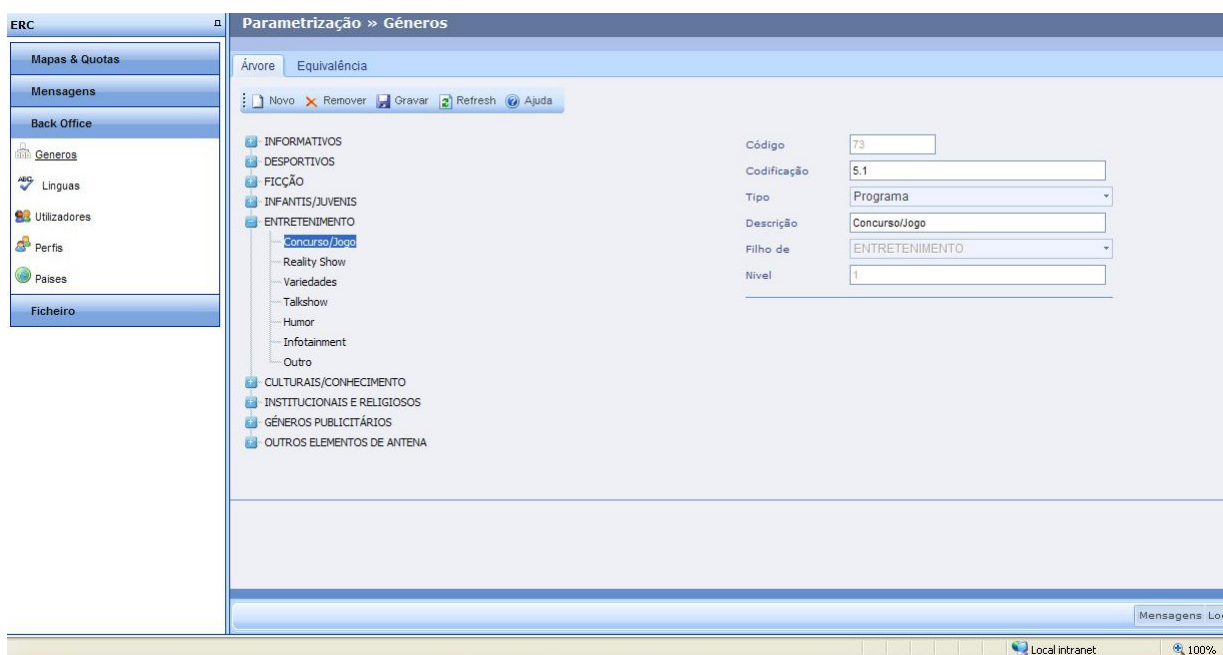 ERC
Parametrização » Géneros
Mapas & Quotas
Mensagens
Back Office
Generos
ABC
Linguas
Utilizadores
Perfis
Paises
Ficheiro
Árvore Equivalência
Novo Remover Gravar Refresh Ajuda
INFORMATIVOS
DESPORTIVOS
FICÇÃO
INFANTIS/JUVENIS
ENTRETENIMENTO
Concurso/Jogo
Reality Show
Variedades
Talkshow
Humor
Infotainment
Outro
CULTURAIS/CONHECIMENTO
INSTITUCIONAIS E RELIGIOSOS
GÉNEROS PUBLICITÁRIOS
OUTROS ELEMENTOS DE ANTENA
Código 73
Codificação 5.1
Tipo Programa
Descrição Concurso/Jogo
Filho de ENTRETENIMENTO
Nivel 1
Mensagens Lo
Local intranet 100%